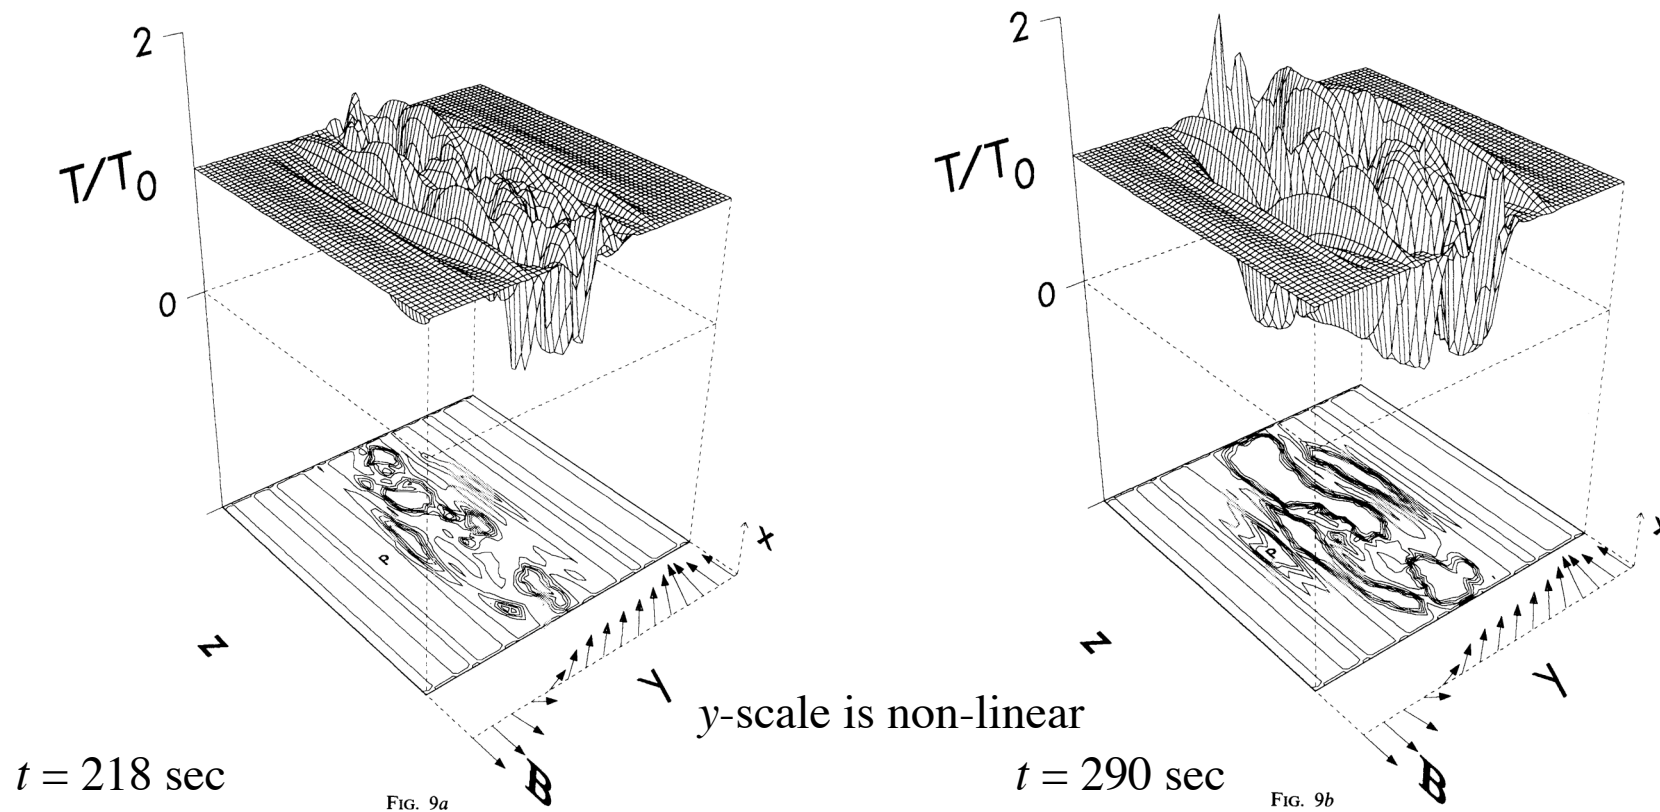 2
T/T0
0
P
x
z
y
B
t = 218 sec
FIG. 9a
y-scale is non-linear
2
T/T0
0
P
x
z
y
B
t = 290 sec
FIG. 9b